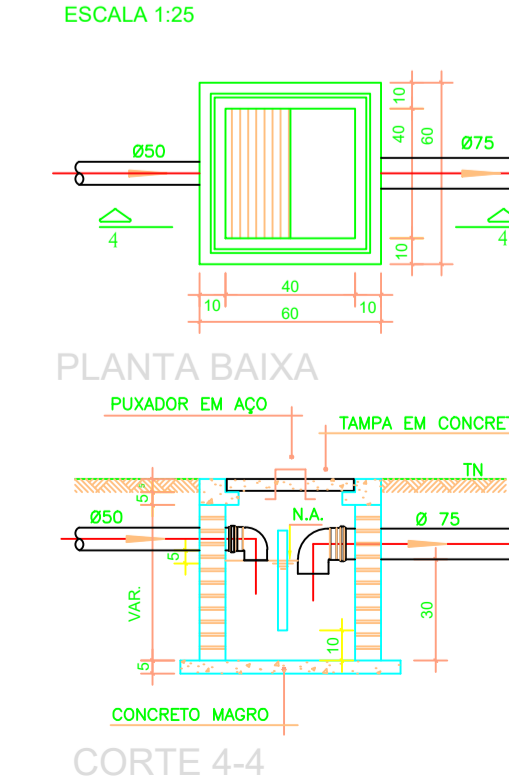 ESCALA 1:25
10
Ø50
40
60
Ø75
4
4
10
40
10
10
60
PLANTA BAIXA
PUXADOR EM AÇO
TAMPA EM CONCRET
TN
5
5
Ø50
N.A.
Ø 75
5
VAR.
30
10
5
CONCRETO MAGRO
CORTE 4-4